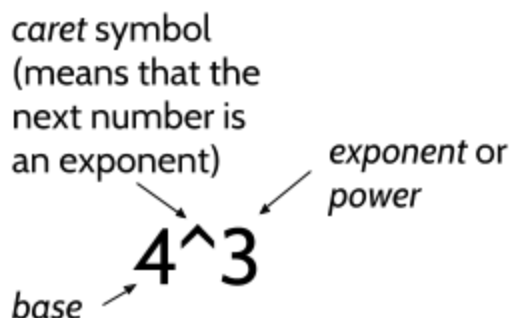 caret symbol
(means that the
next number is
an exponent)
exponent or
power
4^3
base